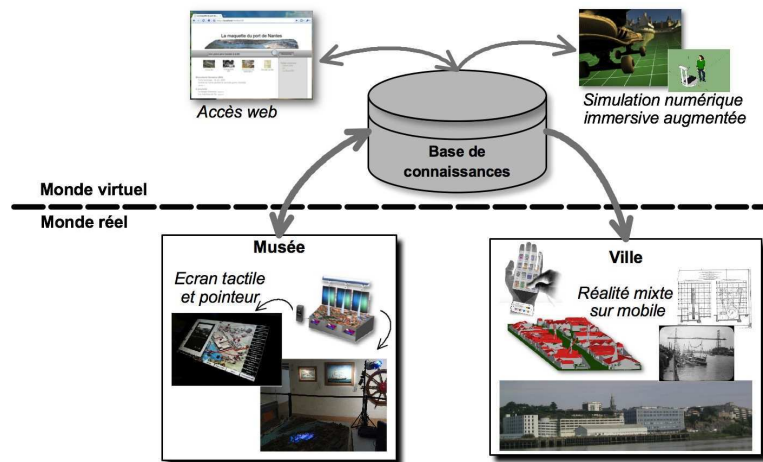 La maquette du port de Nantes
Accès web
Simulation numérique
immersive augmentée
Base de
connaissances
Monde virtuel
Monde réel
Musée
Ecran tactile
et pointeur
Ville
Réalité mixte
sur mobile